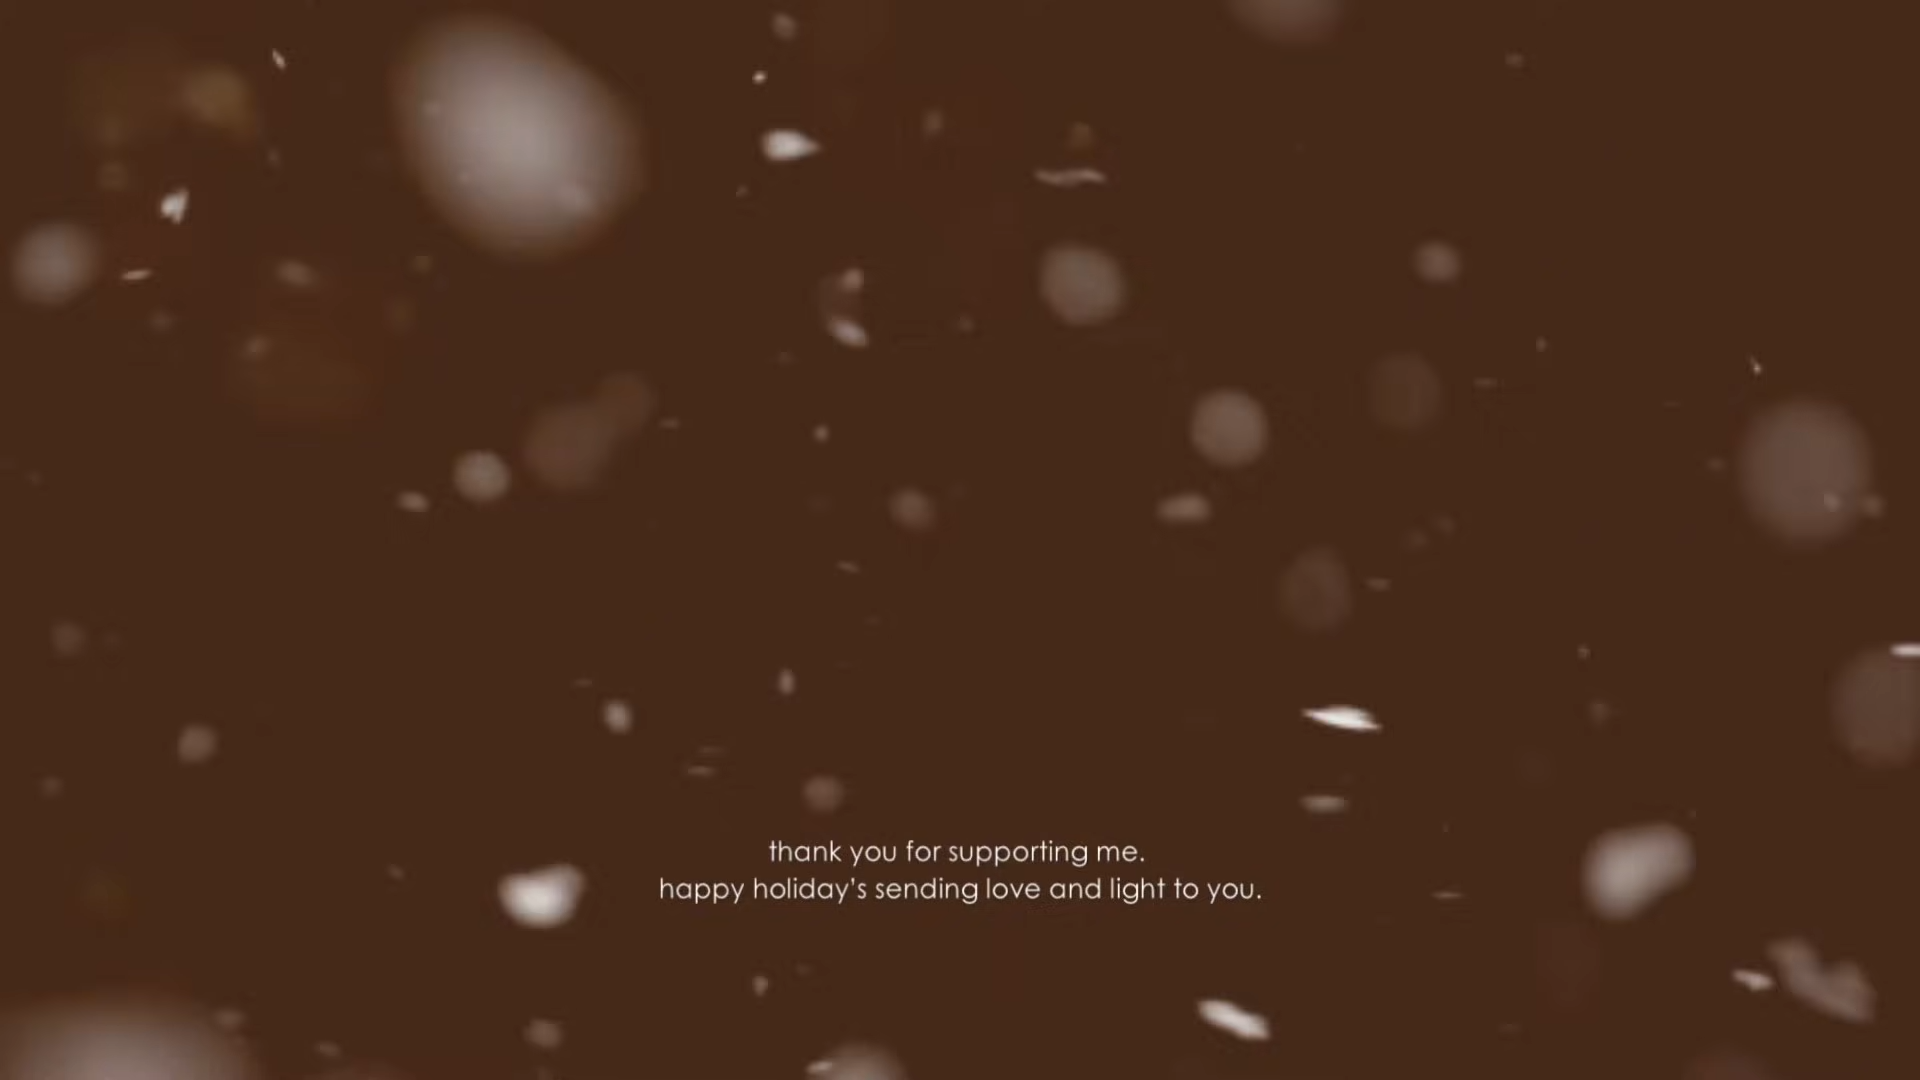 thank you for supporting me.
happy holiday's sending love and light to you.